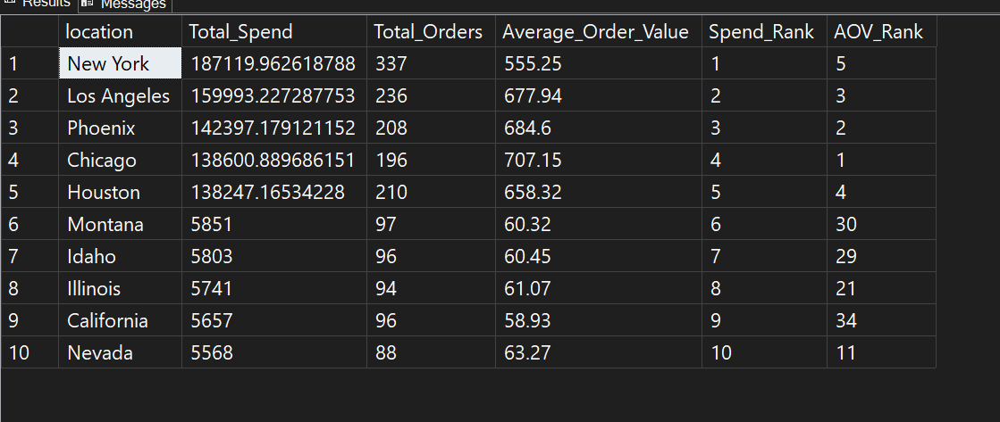 Results Messages
location Total_Spend Total_Orders Average_Order_Value Spend_Rank AOV_Rank
1 New York 187119.962618788 337 555.25 1 5
2 Los Angeles 159993.227287753 236 677.94 2 3
3 Phoenix 142397.179121152 208 684.6 3 2
4 Chicago 138600.889686151 196 707.15 4 1
5 Houston 138247.16534228 210 658.32 5 4
6 Montana 5851 97 60.32 6 30
7 Idaho 5803 96 60.45 7 29
8 Illinois 5741 94 61.07 8 21
9 California 5657 96 58.93 9 34
10 Nevada 5568 88 63.27 10 11